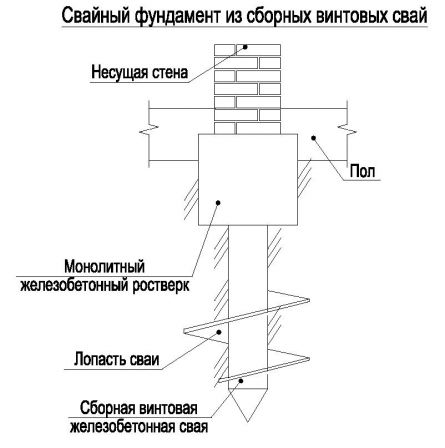 Свайный фундамент из сборных винтовых свай
Несущая стена
Пол
Монолитный
железобетонный ростверк
Лопасть сваи
Сборная винтовая
железобетонная свая